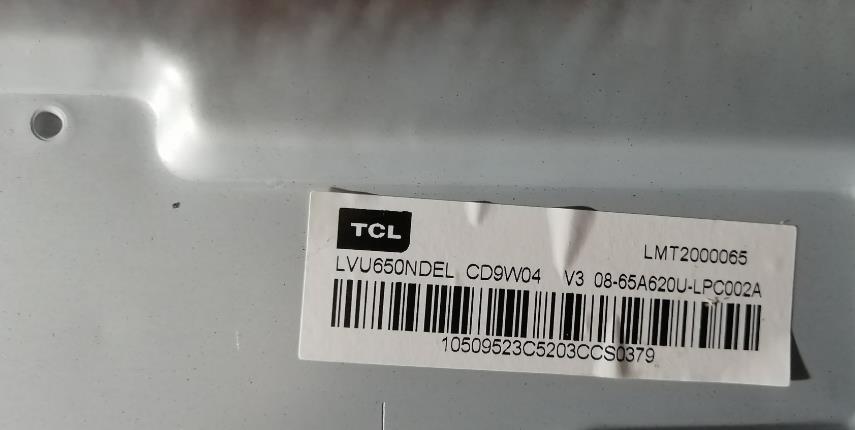 TCL
LMT2000065
LVU650NDEL CD9W04 V3 08-65A620U-LPC002A
10509523C5203CCS0379